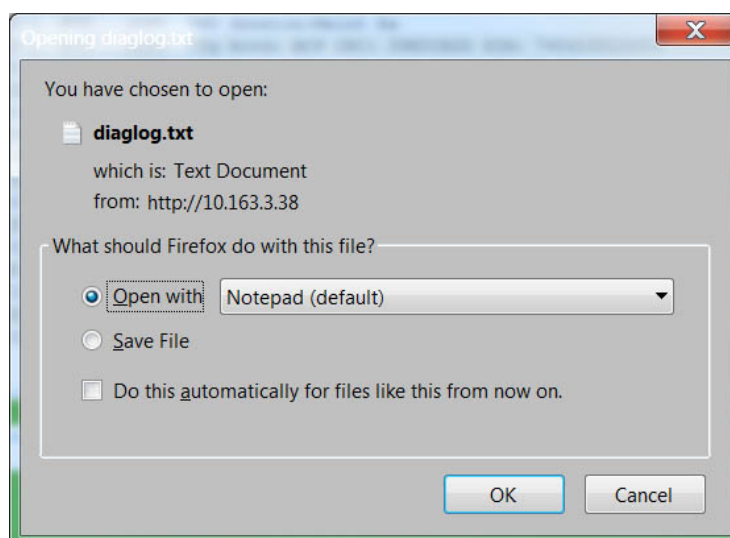 Opening diaglog.txt
You have chosen to open:
diaglog.txt
which is: Text Document
from: http://10.163.3.38
What should Firefox do with this file?
Open with Notepad (default)
Save File
Do this automatically for files like this from now on.
OK Cancel